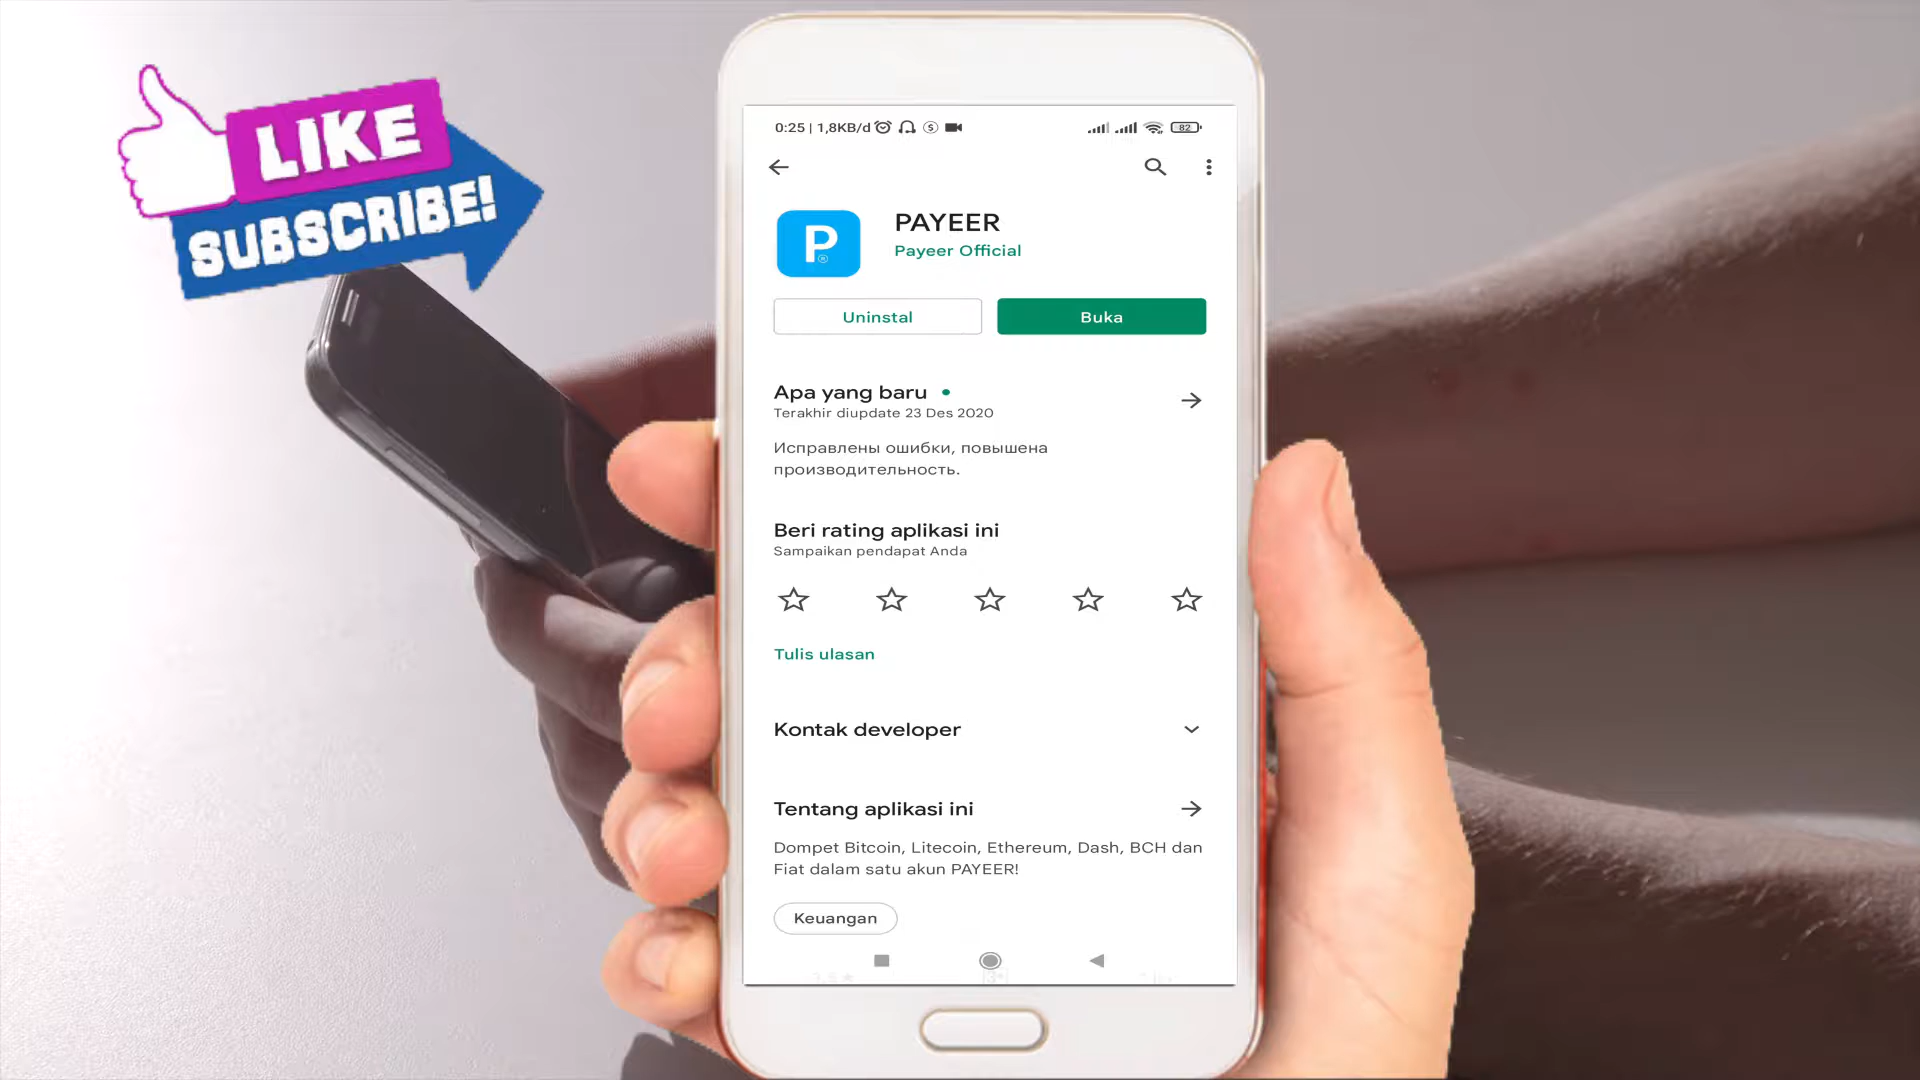 LIKE
SUBSCRIBE!
0:25 | 1,8KB/d
82
PAYEER
Payeer Official
P
Uninstal
Buka
Apa yang baru
Terakhir diupdate 23 Des 2020
Исправлены ошибки, повышена
производительность.
Beri rating aplikasi ini
Sampaikan pendapat Anda
Tulis ulasan
Kontak developer
Tentang aplikasi ini
Dompet Bitcoin, Litecoin, Ethereum, Dash, BCH dan
Fiat dalam satu akun PAYEER!
Keuangan